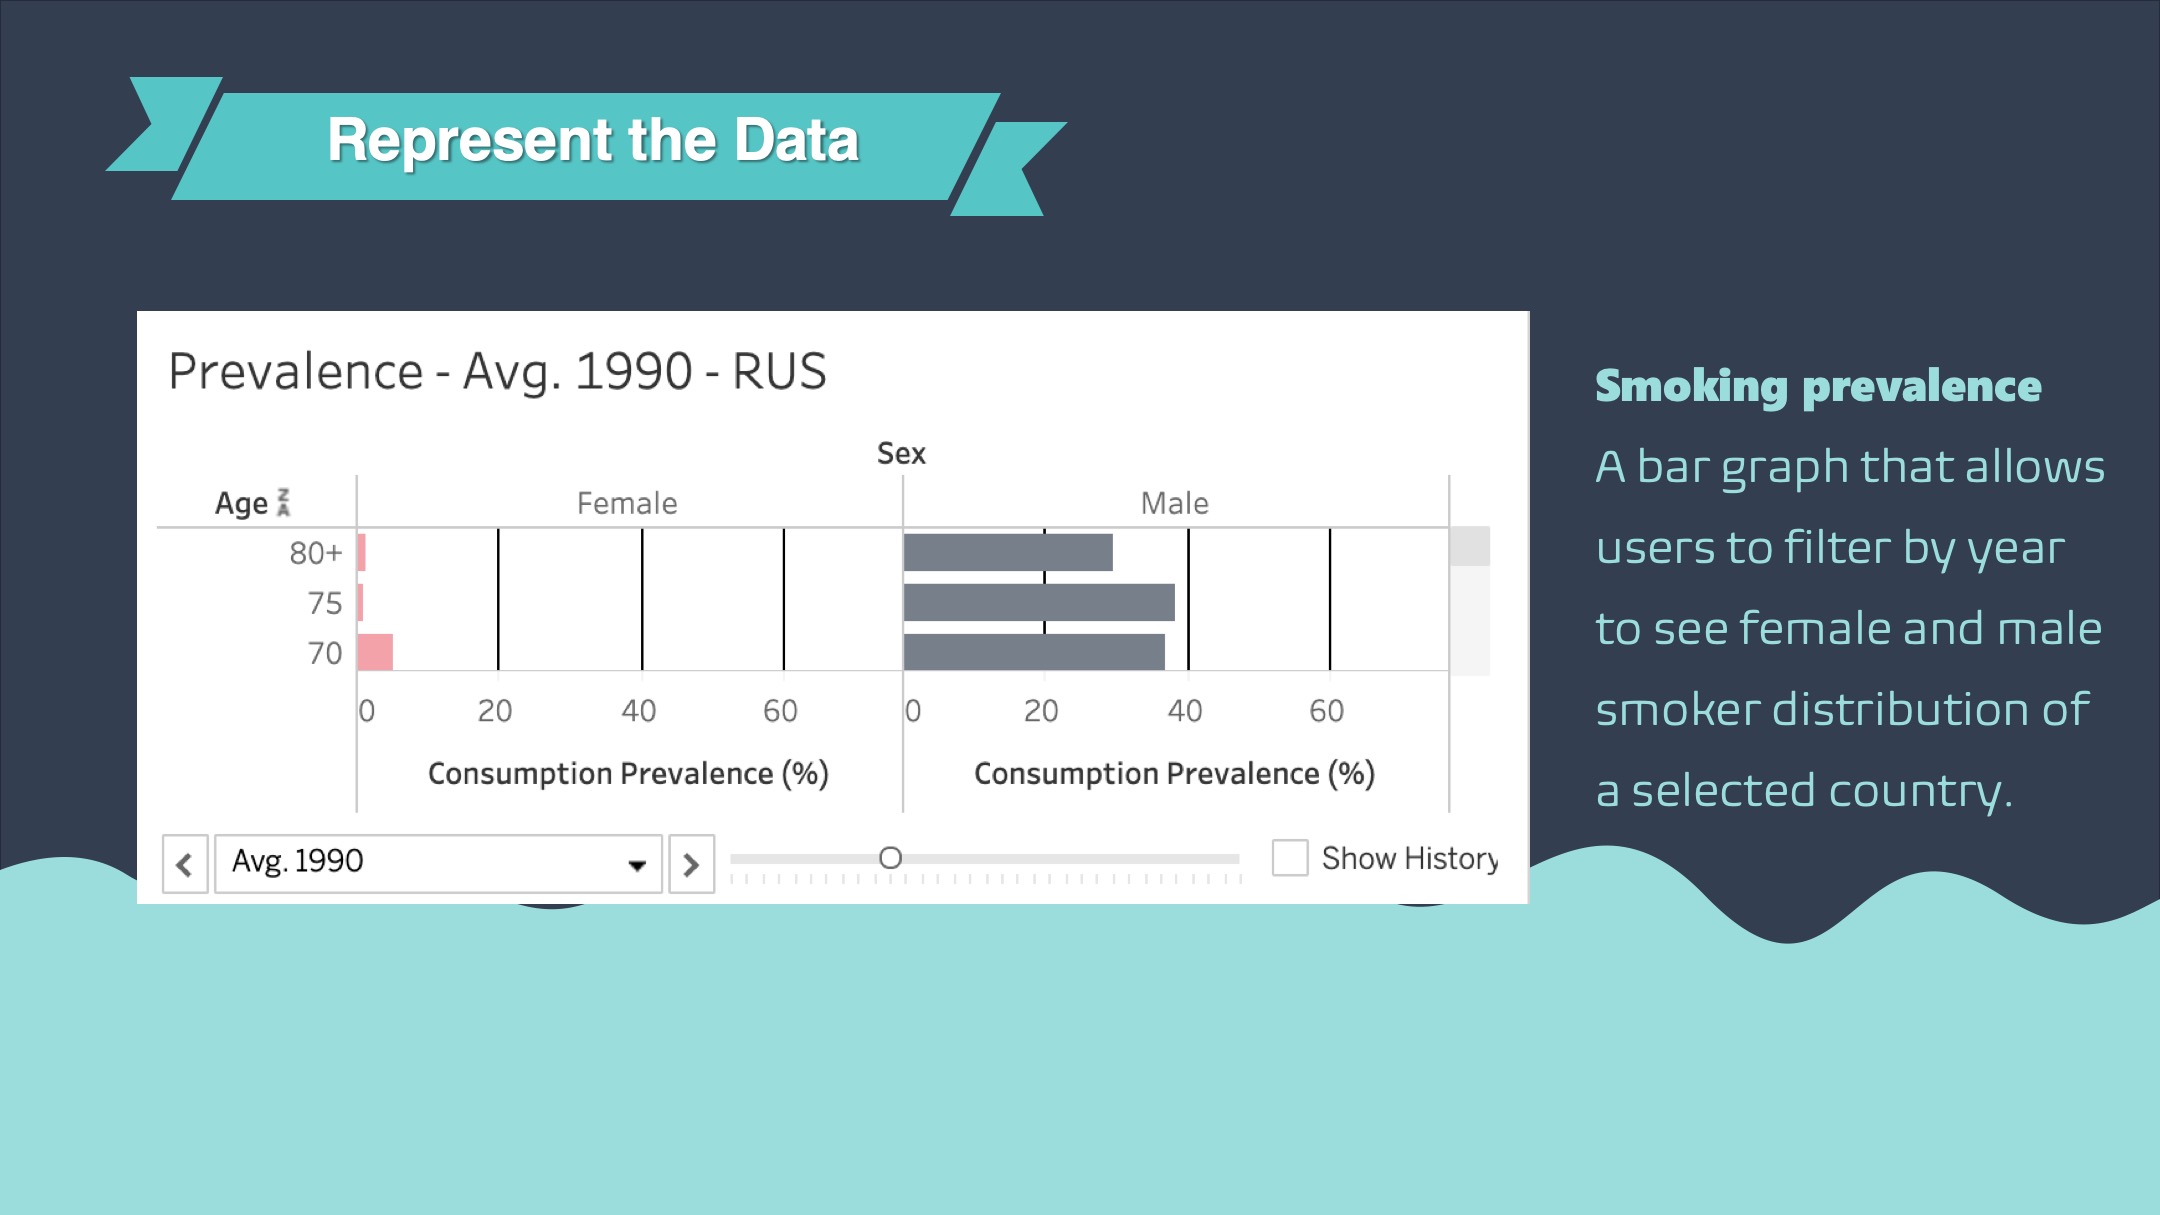 Represent the Data
Prevalence - Avg. 1990 - RUS
Sex
Age Z A
Female
Male
80+
75
70
0 20 40 60 0 20 40 60
Consumption Prevalence (%) Consumption Prevalence (%)
Avg. 1990
Show History
Smoking prevalence
A bar graph that allows
users to filter by year
to see female and male
smoker distribution of
a selected country.